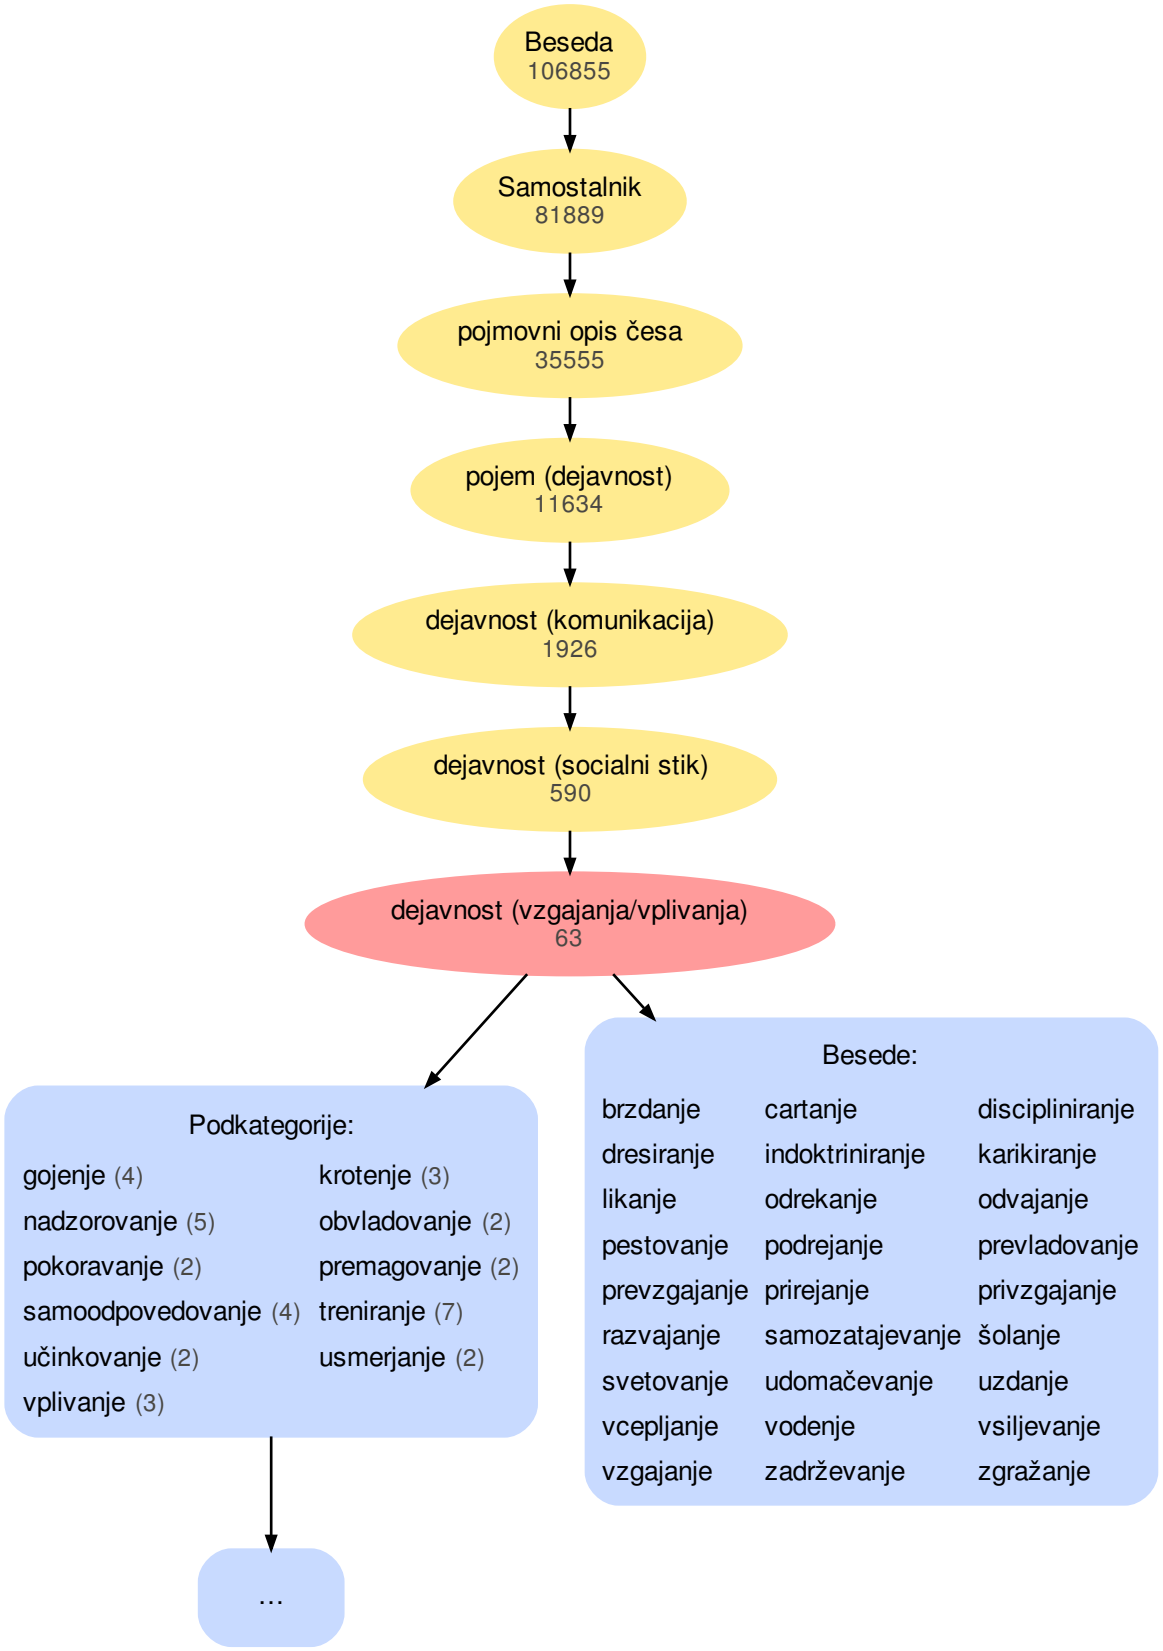 Beseda
106855
Samostalnik
81889
pojmovni opis česa
35555
pojem (dejavnost)
11634
dejavnost (komunikacija)
1926
dejavnost (socialni stik)
590
dejavnost (vzgajanja/vplivanja)
63
Podkategorije:
gojenje (4) krotenje (3)
nadzorovanje (5) obvladovanje (2)
pokoravanje (2) premagovanje (2)
samoodpovedovanje (4) treniranje (7)
učinkovanje (2) usmerjanje (2)
vplivanje (3)
Besede:
brzdanje cartanje discipliniranje
dresiranje indoktriniranje karikiranje
likanje odrekanje odvajanje
pestovanje podrejanje prevladovanje
prevzgajanje prirejanje privzgajanje
razvajanje samozatajevanje šolanje
svetovanje udomačevanje uzdanje
vcepljanje vodenje vsiljevanje
vzgajanje zadrževanje zgražanje
...